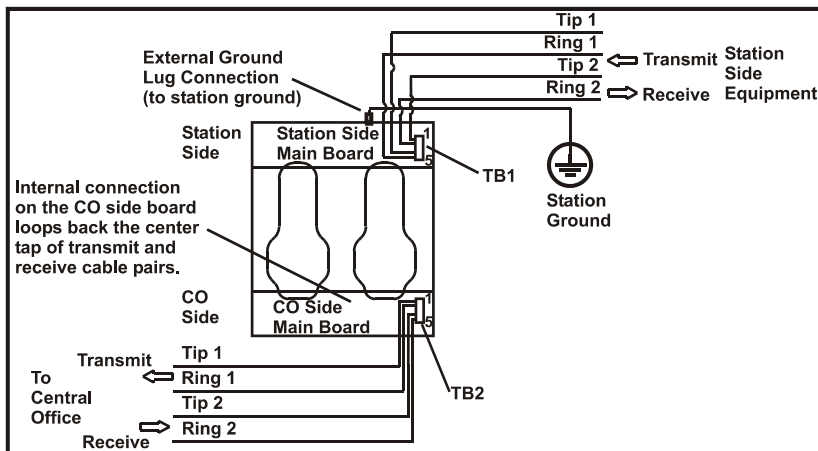 Tip 1
Ring 1
Tip 2
Ring 2
Transmit
Receive
Station
Side
Equipment
External Ground
Lug Connection
(to station ground)
Station
Side
Station Side
Main Board
1
5
TB1
Station
Ground
Internal connection
on the CO side board
loops back the center
tap of transmit and
receive cable pairs.
CO
Side
CO Side
Main Board
1
5
TB2
Transmit
To
Central
Office
Receive
Tip 1
Ring 1
Tip 2
Ring 2